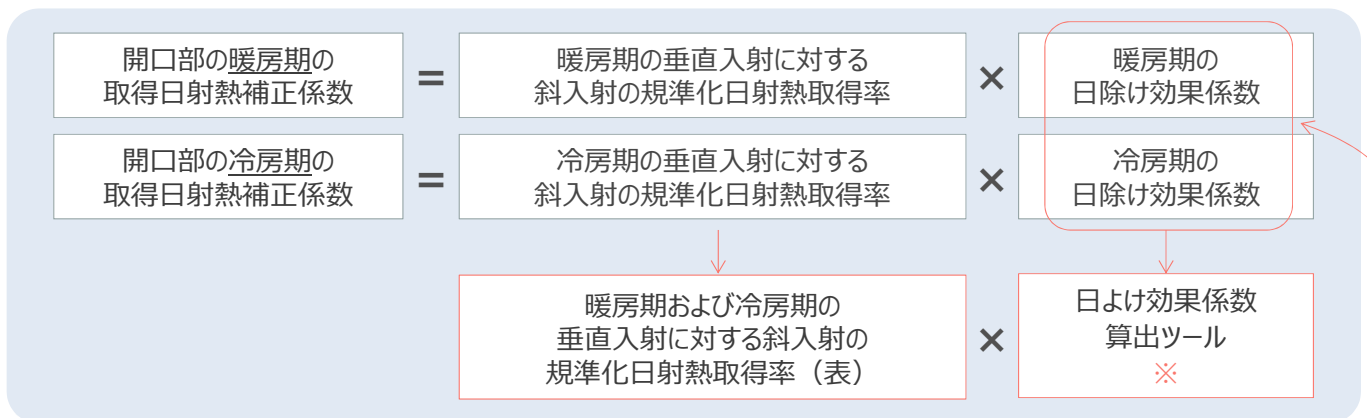 開口部の暖房期の
取得日射熱補正係数
=
暖房期の垂直入射に対する
斜入射の規準化日射熱取得率
×
暖房期の
日除け効果係数
開口部の冷房期の
取得日射熱補正係数
=
冷房期の垂直入射に対する
斜入射の規準化日射熱取得率
×
冷房期の
日除け効果係数
暖房期および冷房期の
垂直入射に対する斜入射の
規準化日射熱取得率（表）
×
日よけ効果係数
算出ツール
※